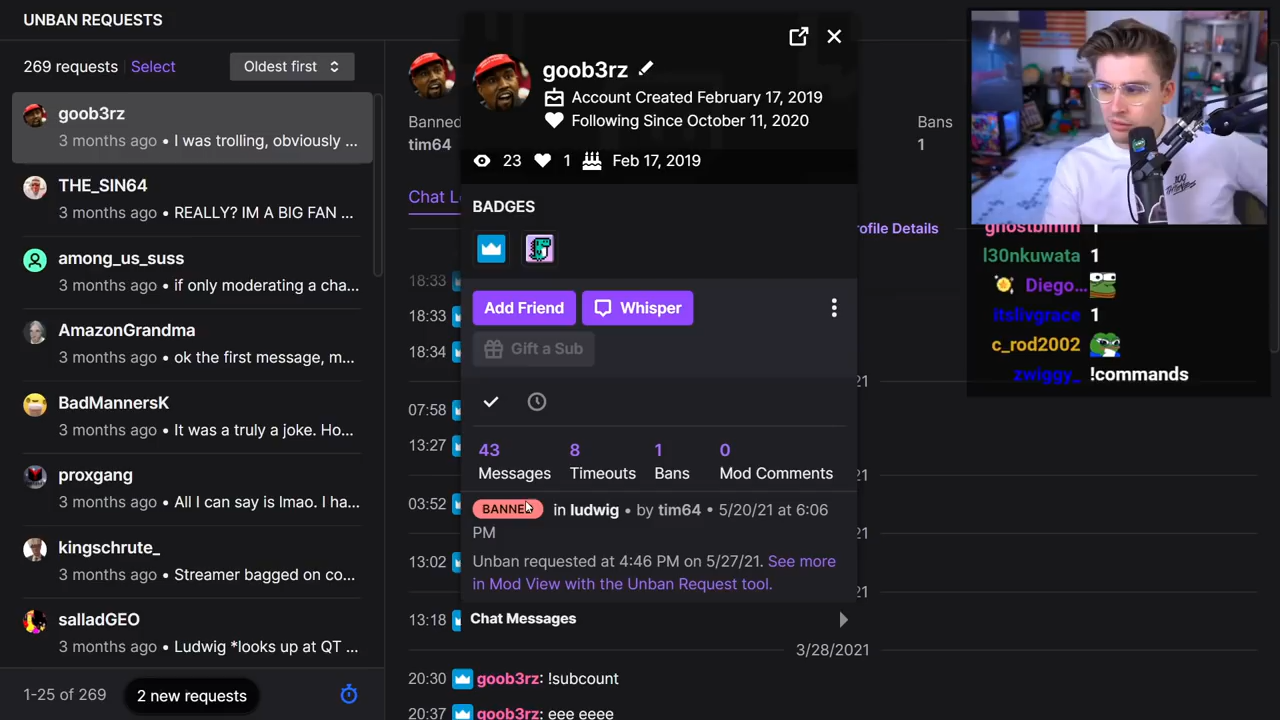 UNBAN REQUESTS
269 requests Select Oldest first
goob3rz
3 months ago • I was trolling, obviously ...
THE_SIN64
3 months ago • REALLY? IM A BIG FAN ...
among_us_suss
3 months ago • if only moderating a cha...
AmazonGrandma
3 months ago • ok the first message, m...
BadMannersK
3 months ago • It was a truly a joke. Ho...
proxgang
3 months ago • All I can say is lmao. I ha...
kingschrute_
3 months ago • Streamer bagged on co...
salladGEO
3 months ago • Ludwig *looks up at QT ...
1-25 of 269 2 new requests
Banned
tim64
Chat L
18:33
18:33
18:34
07:58
13:27
03:52
13:02
13:18
goob3rz
Account Created February 17, 2019
Following Since October 11, 2020
23 1 Feb 17, 2019
BADGES
Add Friend Whisper
Gift a Sub
43 8 1 0
Messages Timeouts Bans Mod Comments
BANNED in ludwig • by tim64 • 5/20/21 at 6:06
PM
Unban requested at 4:46 PM on 5/27/21. See more
in Mod View with the Unban Request tool.
Chat Messages
3/28/2021
20:30 goob3rz: !subcount
20:37 goob3rz: eee eeee
Bans
1
rofile Details
21
21
21
21
ghostbimm 1
l30nkuwata 1
Diego...
itslivgrace 1
c_rod2002
zwiggy_ !commands